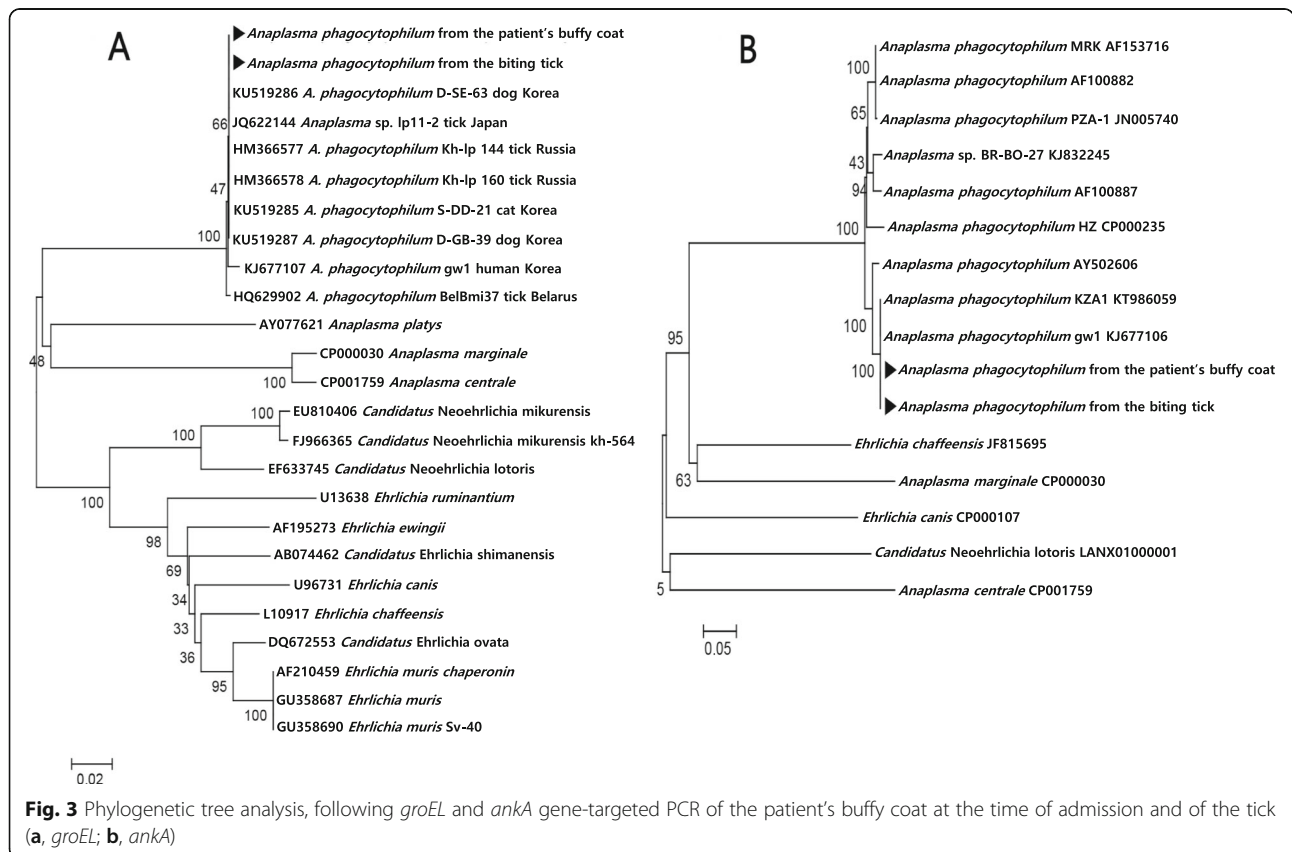 A
▶Anaplasma phagocytophilum from the patient's buffy coat
▶Anaplasma phagocytophilum from the biting tick
KU519286 A. phagocytophilum D-SE-63 dog Korea
66 JQ622144 Anaplasma sp. lp11-2 tick Japan
HM366577 A. phagocytophilum Kh-lp 144 tick Russia
HM366578 A. phagocytophilum Kh-lp 160 tick Russia
47
KU519285 A. phagocytophilum S-DD-21 cat Korea
100 KU519287 A. phagocytophilum D-GB-39 dog Korea
KJ677107 A. phagocytophilum gw1 human Korea
HQ629902 A. phagocytophilum BelBmi37 tick Belarus
AY077621 Anaplasma platys
48 CP000030 Anaplasma marginale
100 CP001759 Anaplasma centrale
100 EU810406 Candidatus Neoehrlichia mikurensis
100 FJ966365 Candidatus Neoehrlichia mikurensis kh-564
EF633745 Candidatus Neoehrlichia lotoris
100 U13638 Ehrlichia ruminantium
AF195273 Ehrlichia ewingii
98
AB074462 Candidatus Ehrlichia shimanensis
69
U96731 Ehrlichia canis
34
L10917 Ehrlichia chaffeensis
33
DQ672553 Candidatus Ehrlichia ovata
36
AF210459 Ehrlichia muris chaperonin
95
GU358687 Ehrlichia muris
100
GU358690 Ehrlichia muris Sv-40
0.02
B
Anaplasma phagocytophilum MRK AF153716
100
Anaplasma phagocytophilum AF100882
65
Anaplasma phagocytophilum PZA-1 JN005740
Anaplasma sp. BR-BO-27 KJ832245
43
94 Anaplasma phagocytophilum AF100887
100 Anaplasma phagocytophilum HZ CP000235
Anaplasma phagocytophilum AY502606
Anaplasma phagocytophilum KZA1 KT986059
100
Anaplasma phagocytophilum gw1 KJ677106
100 ▶Anaplasma phagocytophilum from the patient's buffy coat
▶Anaplasma phagocytophilum from the biting tick
95
Ehrlichia chaffeensis JF815695
63 Anaplasma marginale CP000030
Ehrlichia canis CP000107
Candidatus Neoehrlichia lotoris LANX01000001
5 Anaplasma centrale CP001759
0.05
Fig. 3 Phylogenetic tree analysis, following groEL and ankA gene-targeted PCR of the patient's buffy coat at the time of admission and of the tick
(a, groEL; b, ankA)